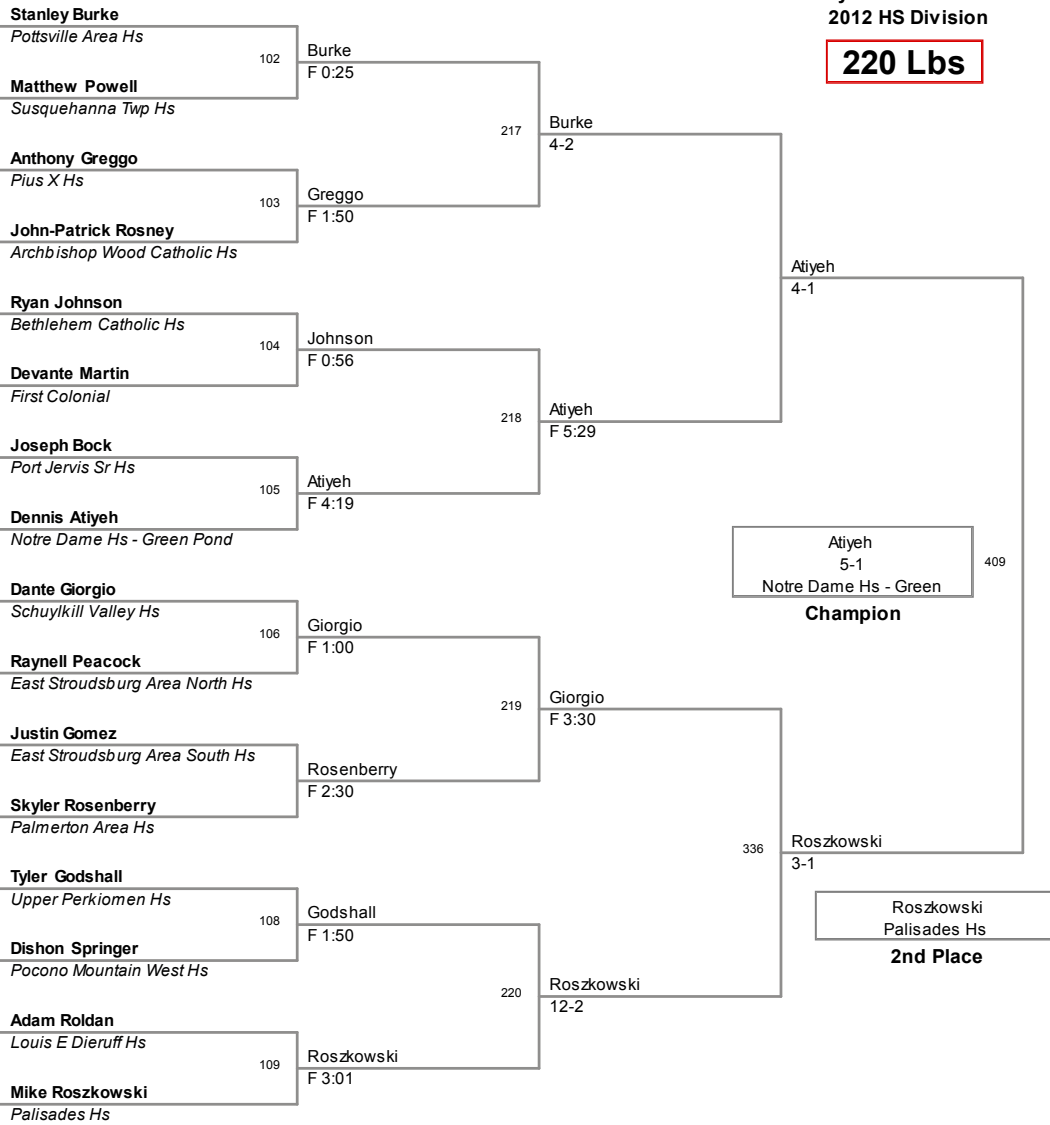 2012 HS Division
220 Lbs
Stanley Burke
Pottsville Area Hs
102
Burke
F 0:25
Matthew Powell
Susquehanna Twp Hs
217
Burke
4-2
Anthony Greggo
Pius X Hs
103
Greggo
F 1:50
John-Patrick Rosney
Archbishop Wood Catholic Hs
Atiyeh
4-1
Ryan Johnson
Bethlehem Catholic Hs
104
Johnson
F 0:56
Devante Martin
First Colonial
218
Atiyeh
F 5:29
Joseph Bock
Port Jervis Sr Hs
105
Atiyeh
F 4:19
Dennis Atiyeh
Notre Dame Hs - Green Pond
Atiyeh
5-1
Notre Dame Hs - Green
409
Champion
Dante Giorgio
Schuylkill Valley Hs
106
Giorgio
F 1:00
Raynell Peacock
East Stroudsburg Area North Hs
219
Giorgio
F 3:30
Justin Gomez
East Stroudsburg Area South Hs
Rosenberry
F 2:30
Skyler Rosenberry
Palmerton Area Hs
336
Roszkowski
3-1
Tyler Godshall
Upper Perkiomen Hs
108
Godshall
F 1:50
Dishon Springer
Pocono Mountain West Hs
Roszkowski
Palisades Hs
2nd Place
220
Roszkowski
12-2
Adam Roldan
Louis E Dieruff Hs
109
Roszkowski
F 3:01
Mike Roszkowski
Palisades Hs